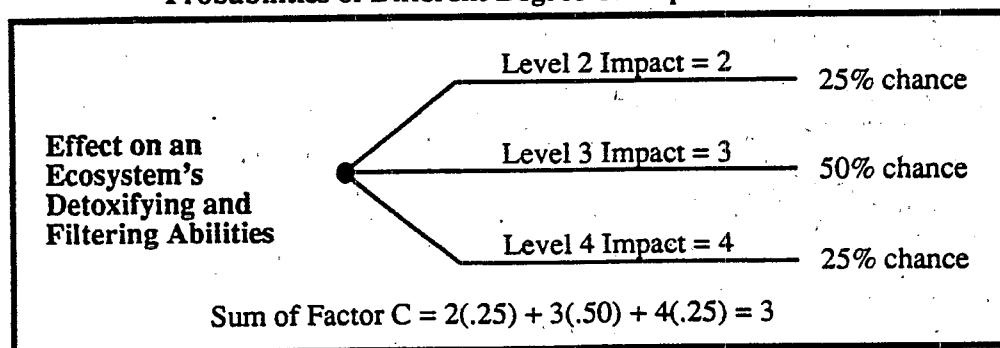 Level 2 Impact = 2
25% chance
Effect on an
Ecosystem's
Detoxifying and
Filtering Abilities
Level 3 Impact = 3
50% chance
Level 4 Impact = 4
25% chance
Sum of Factor C = 2(.25) + 3(.50) + 4(.25) = 3